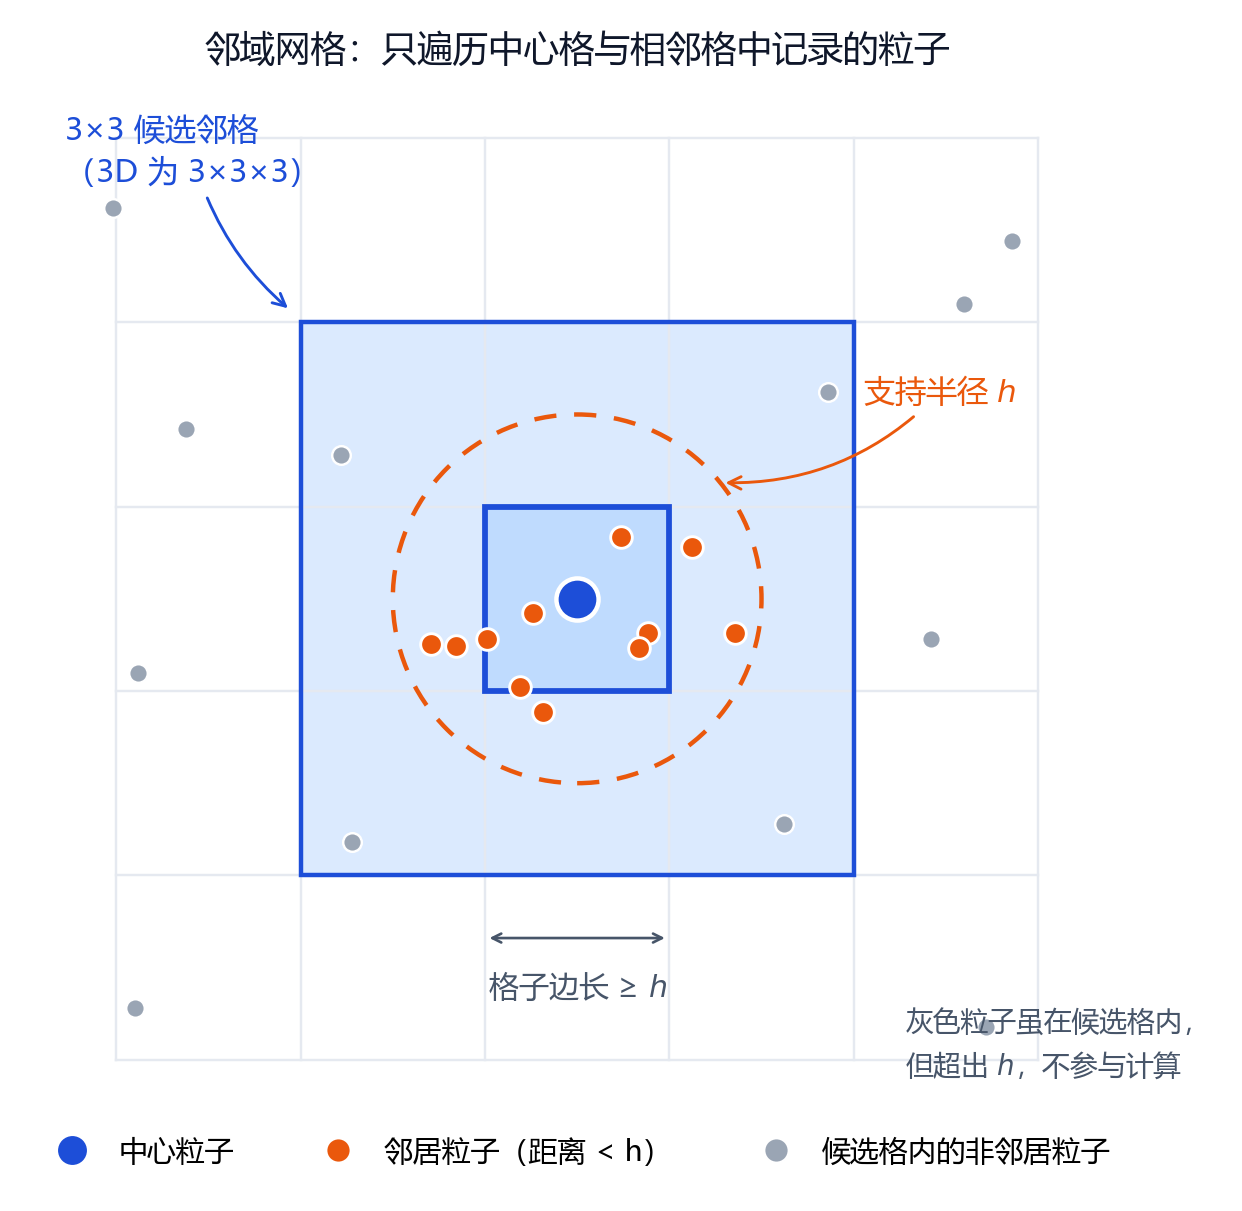 邻域网格：只遍历中心格与相邻格中记录的粒子
3×3 候选邻格
（3D 为 3×3×3）
支持半径 h
格子边长 ≥ h
灰色粒子虽在候选格内，
但超出 h，不参与计算
中心粒子
邻居粒子（距离 < h）
候选格内的非邻居粒子